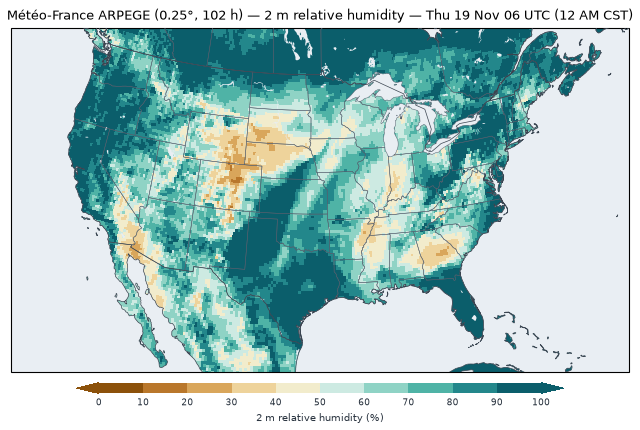 Météo-France ARPEGE (0.25°, 102 h) — 2 m relative humidity — Thu 19 Nov 06 UTC (12 AM CST)
0 10 20 30 40 50 60 70 80 90 100
2 m relative humidity (%)